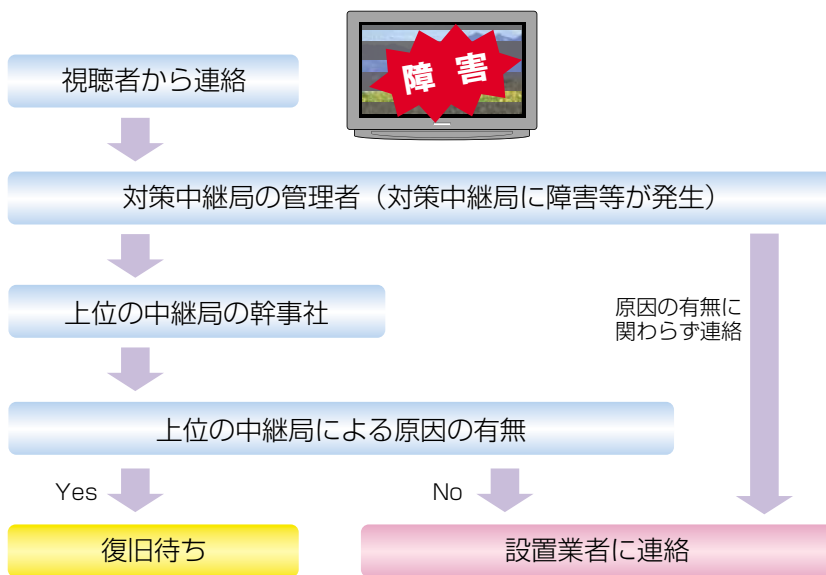 障害
視聴者から連絡
対策中継局の管理者（対策中継局に障害等が発生）
上位の中継局の幹事社
原因の有無に
関わらず連絡
上位の中継局による原因の有無
Yes
No
復旧待ち
設置業者に連絡